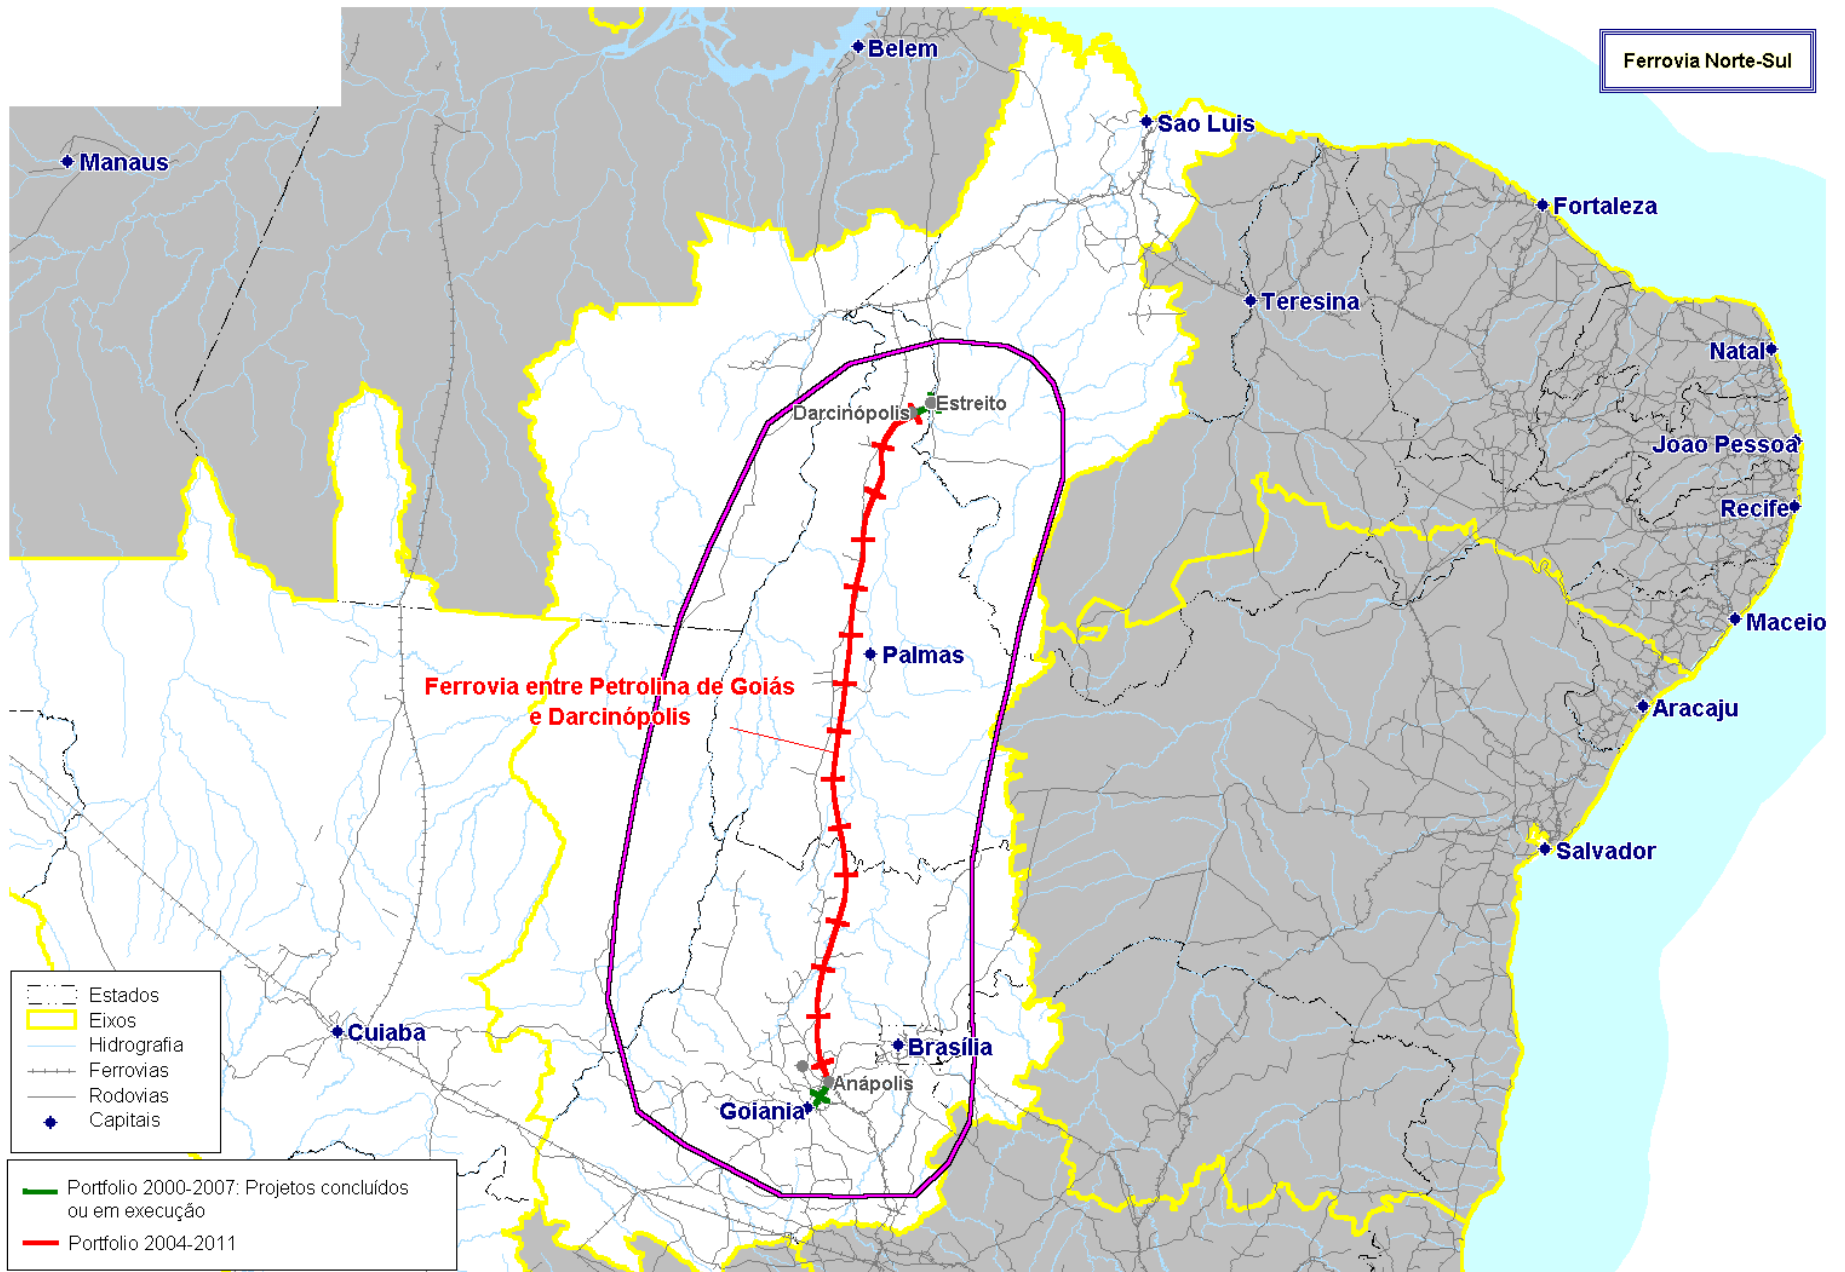 Ferrovia Norte-Sul
Belem
Sao Luis
Manaus
Fortaleza
Teresina
Natal
Darcinópolis
Estreito
Joao Pessoa
Recife
Maceio
Palmas
Ferrovia entre Petrolina de Goiás
e Darcinópolis
Aracaju
Salvador
Cuiaba
Brasília
Anápolis
Goiania
Estados
Eixos
Hidrografia
Ferrovias
Rodovias
Capitais
Portfolio 2000-2007: Projetos concluídos
ou em execução
Portfolio 2004-2011